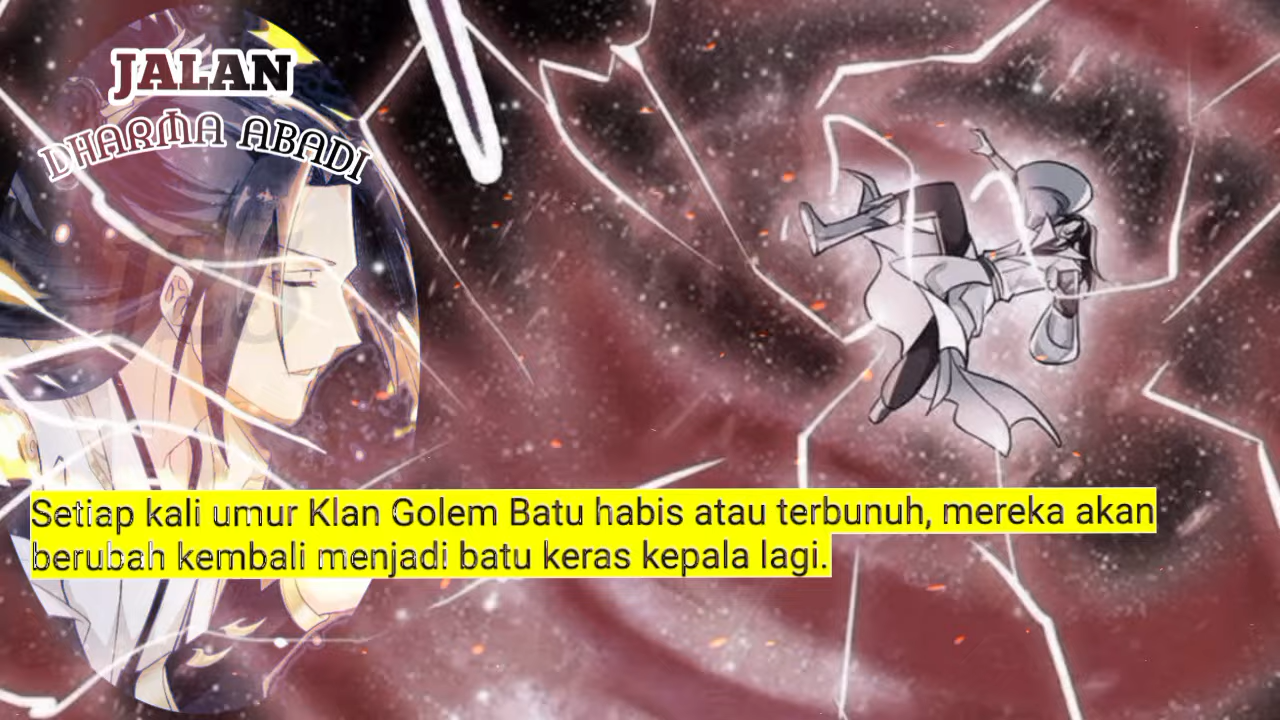 JALAN
DHARMA ABADI
Setiap kali umur Klan Golem Batu habis atau terbunuh, mereka akan
berubah kembali menjadi batu keras kepala lagi.